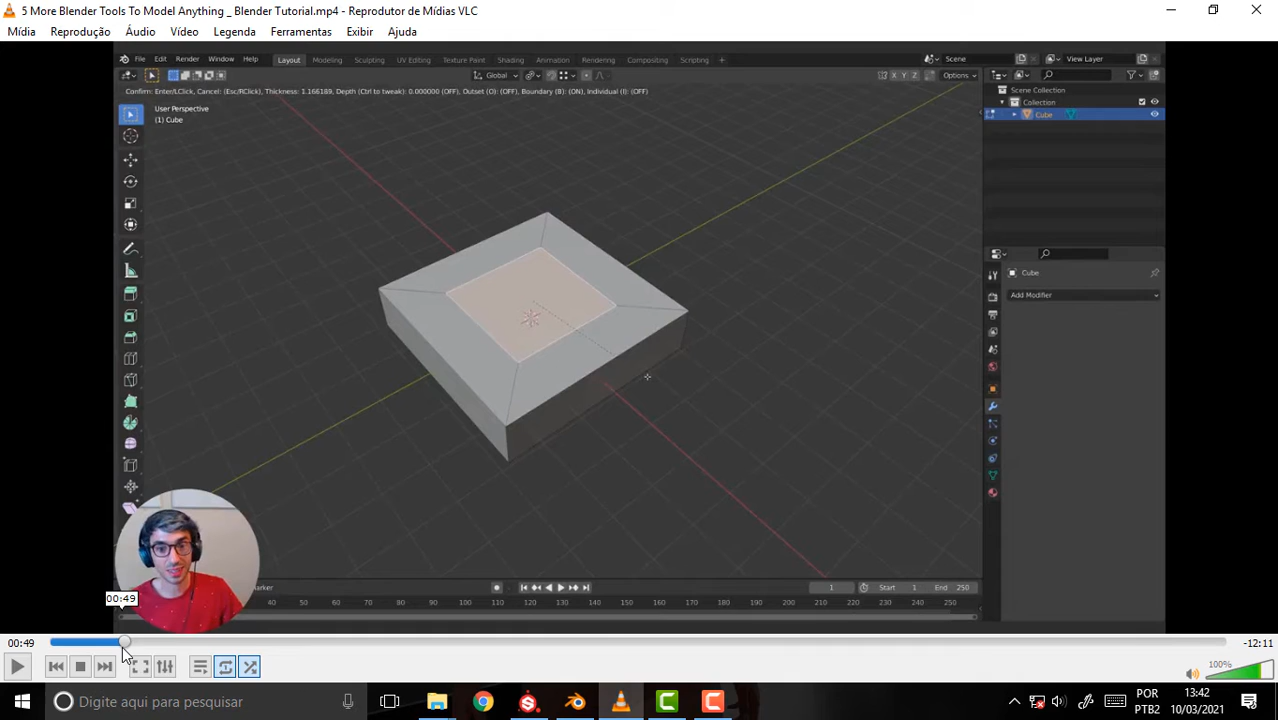 5 More Blender Tools To Model Anything _ Blender Tutorial.mp4 - Reprodutor de Mídias VLC
Mídia Reprodução Áudio Vídeo Legenda Ferramentas Exibir Ajuda
File Edit Render Window Help Layout Modeling Sculpting UV Editing Texture Paint Shading Animation Rendering Compositing Scripting Scene View Layer
Global X Y Z Options
Confirm: Enter/LClick, Cancel: (Esc/RClick), Thickness: 1.166189, Depth (Ctrl to tweak): 0.000000 (OFF), Outset (O): (OFF), Boundary (B): (ON), Individual (I): (OFF)
Scene Collection
Collection
Cube
User Perspective
(1) Cube
Cube
Add Modifier
arker
1 Start 1 End 250
40 50 60 70 80 90 100 110 120 130 140 150 160 170 180 190 200 210 220 230 240 250
00:49
00:49 -12:11
100%
Digite aqui para pesquisar
POR
PTB2
13:42
10/03/2021